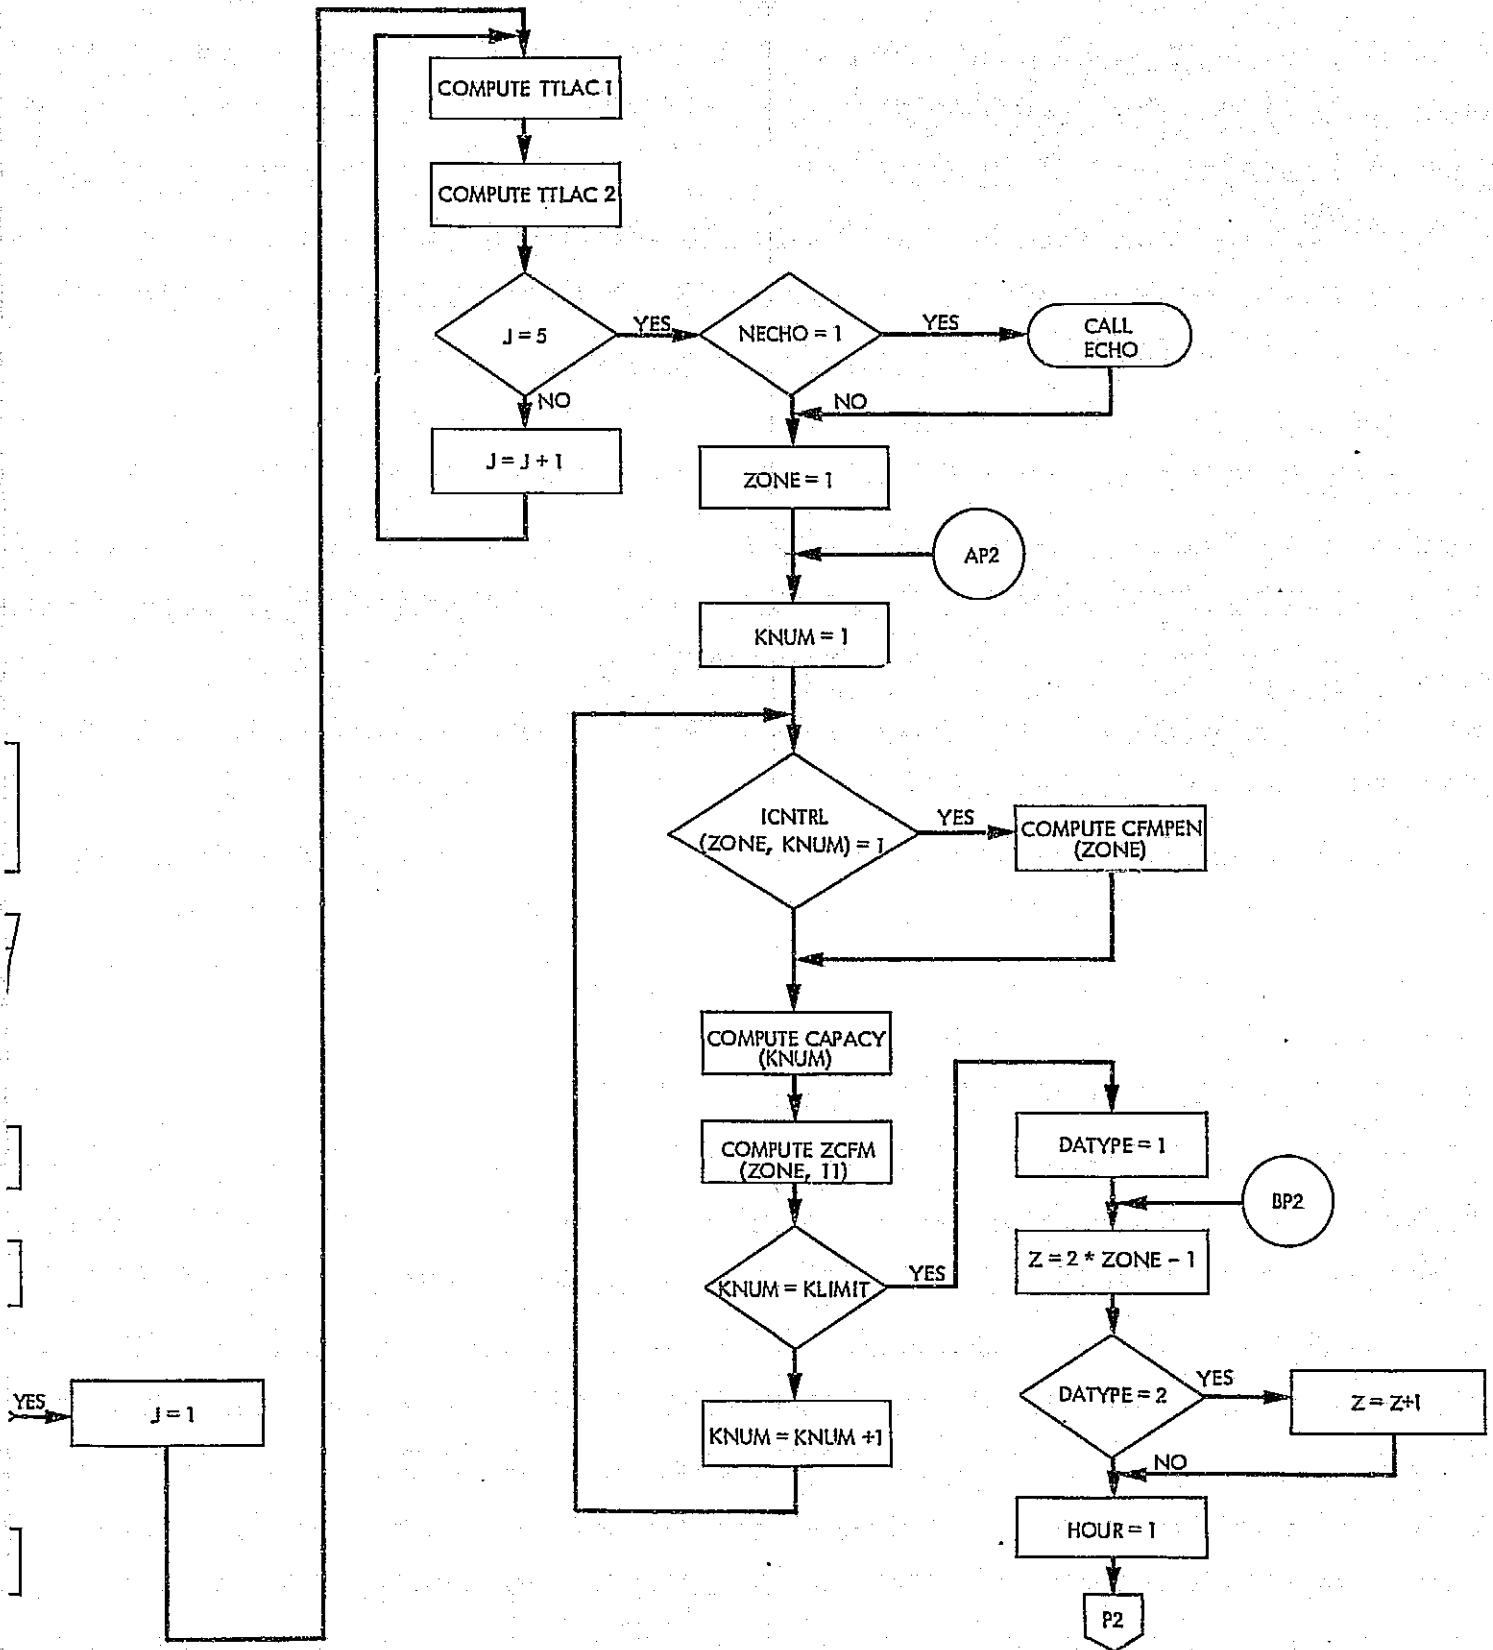 COMPUTE TTLAC 1
COMPUTE TTLAC 2
J = 5
YES
NECHO = 1
YES
CALL
ECHO
NO
NO
J = J + 1
ZONE = 1
AP2
KNUM = 1
ICNTRL
(ZONE, KNUM) = 1
YES
COMPUTE CFMPEN
(ZONE)
COMPUTE CAPACY
(KNUM)
COMPUTE ZCFM
(ZONE, 11)
KNUM = KLIMIT
YES
DATYPE = 1
BP2
Z = 2 * ZONE - 1
DATYPE = 2
YES
Z = Z+1
NO
KNUM = KNUM +1
YES
J = 1
HOUR = 1
P2